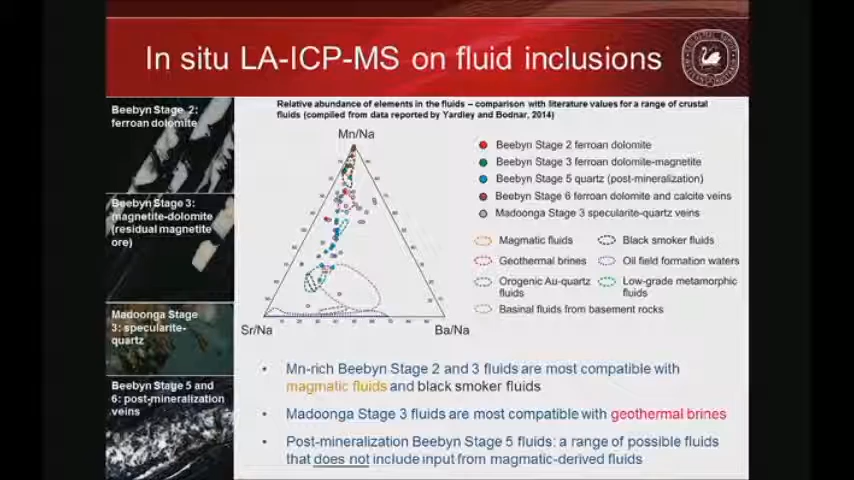 In situ LA-ICP-MS on fluid inclusions
Beebyn Stage 2:
ferroan dolomite
Beebyn Stage 3:
magnetite-dolomite
(residual magnetite
ore)
Madoonga Stage
3: specularite-
quartz
Beebyn Stage 5 and
6: post-mineralization
veins
Relative abundance of elements in the fluids – comparison with literature values for a range of crustal
fluids (compiled from data reported by Yardley and Bodnar, 2014)
Mn/Na
Sr/Na
Ba/Na
Beebyn Stage 2 ferroan dolomite
Beebyn Stage 3 ferroan dolomite-magnetite
Beebyn Stage 5 quartz (post-mineralization)
Beebyn Stage 6 ferroan dolomite and calcite veins
Madoonga Stage 3 specularite-quartz veins
Magmatic fluids
Black smoker fluids
Geothermal brines
Oil field formation waters
Orogenic Au-quartz
fluids
Low-grade metamorphic
fluids
Basinal fluids from basement rocks
• Mn-rich Beebyn Stage 2 and 3 fluids are most compatible with
magmatic fluids and black smoker fluids
• Madoonga Stage 3 fluids are most compatible with geothermal brines
• Post-mineralization Beebyn Stage 5 fluids: a range of possible fluids
that does not include input from magmatic-derived fluids